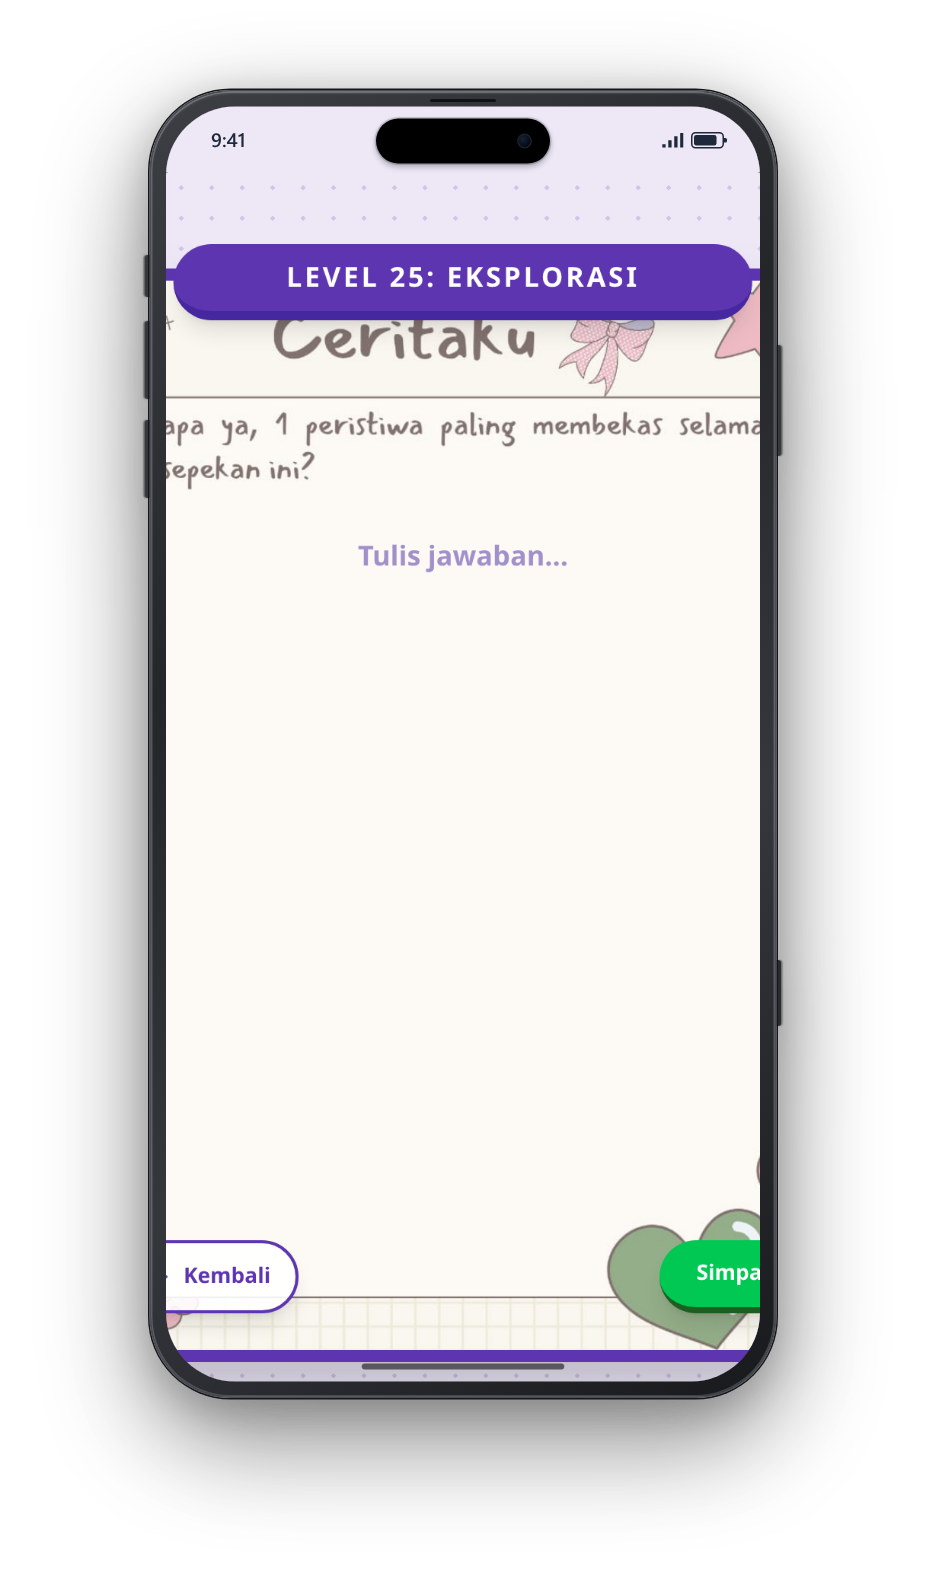 9:41
LEVEL 25: EKSPLORASI
Ceritaku
apa ya, 1 peristiwa paling membekas selama
sepekan ini?
Tulis jawaban...
Kembali
Simpa